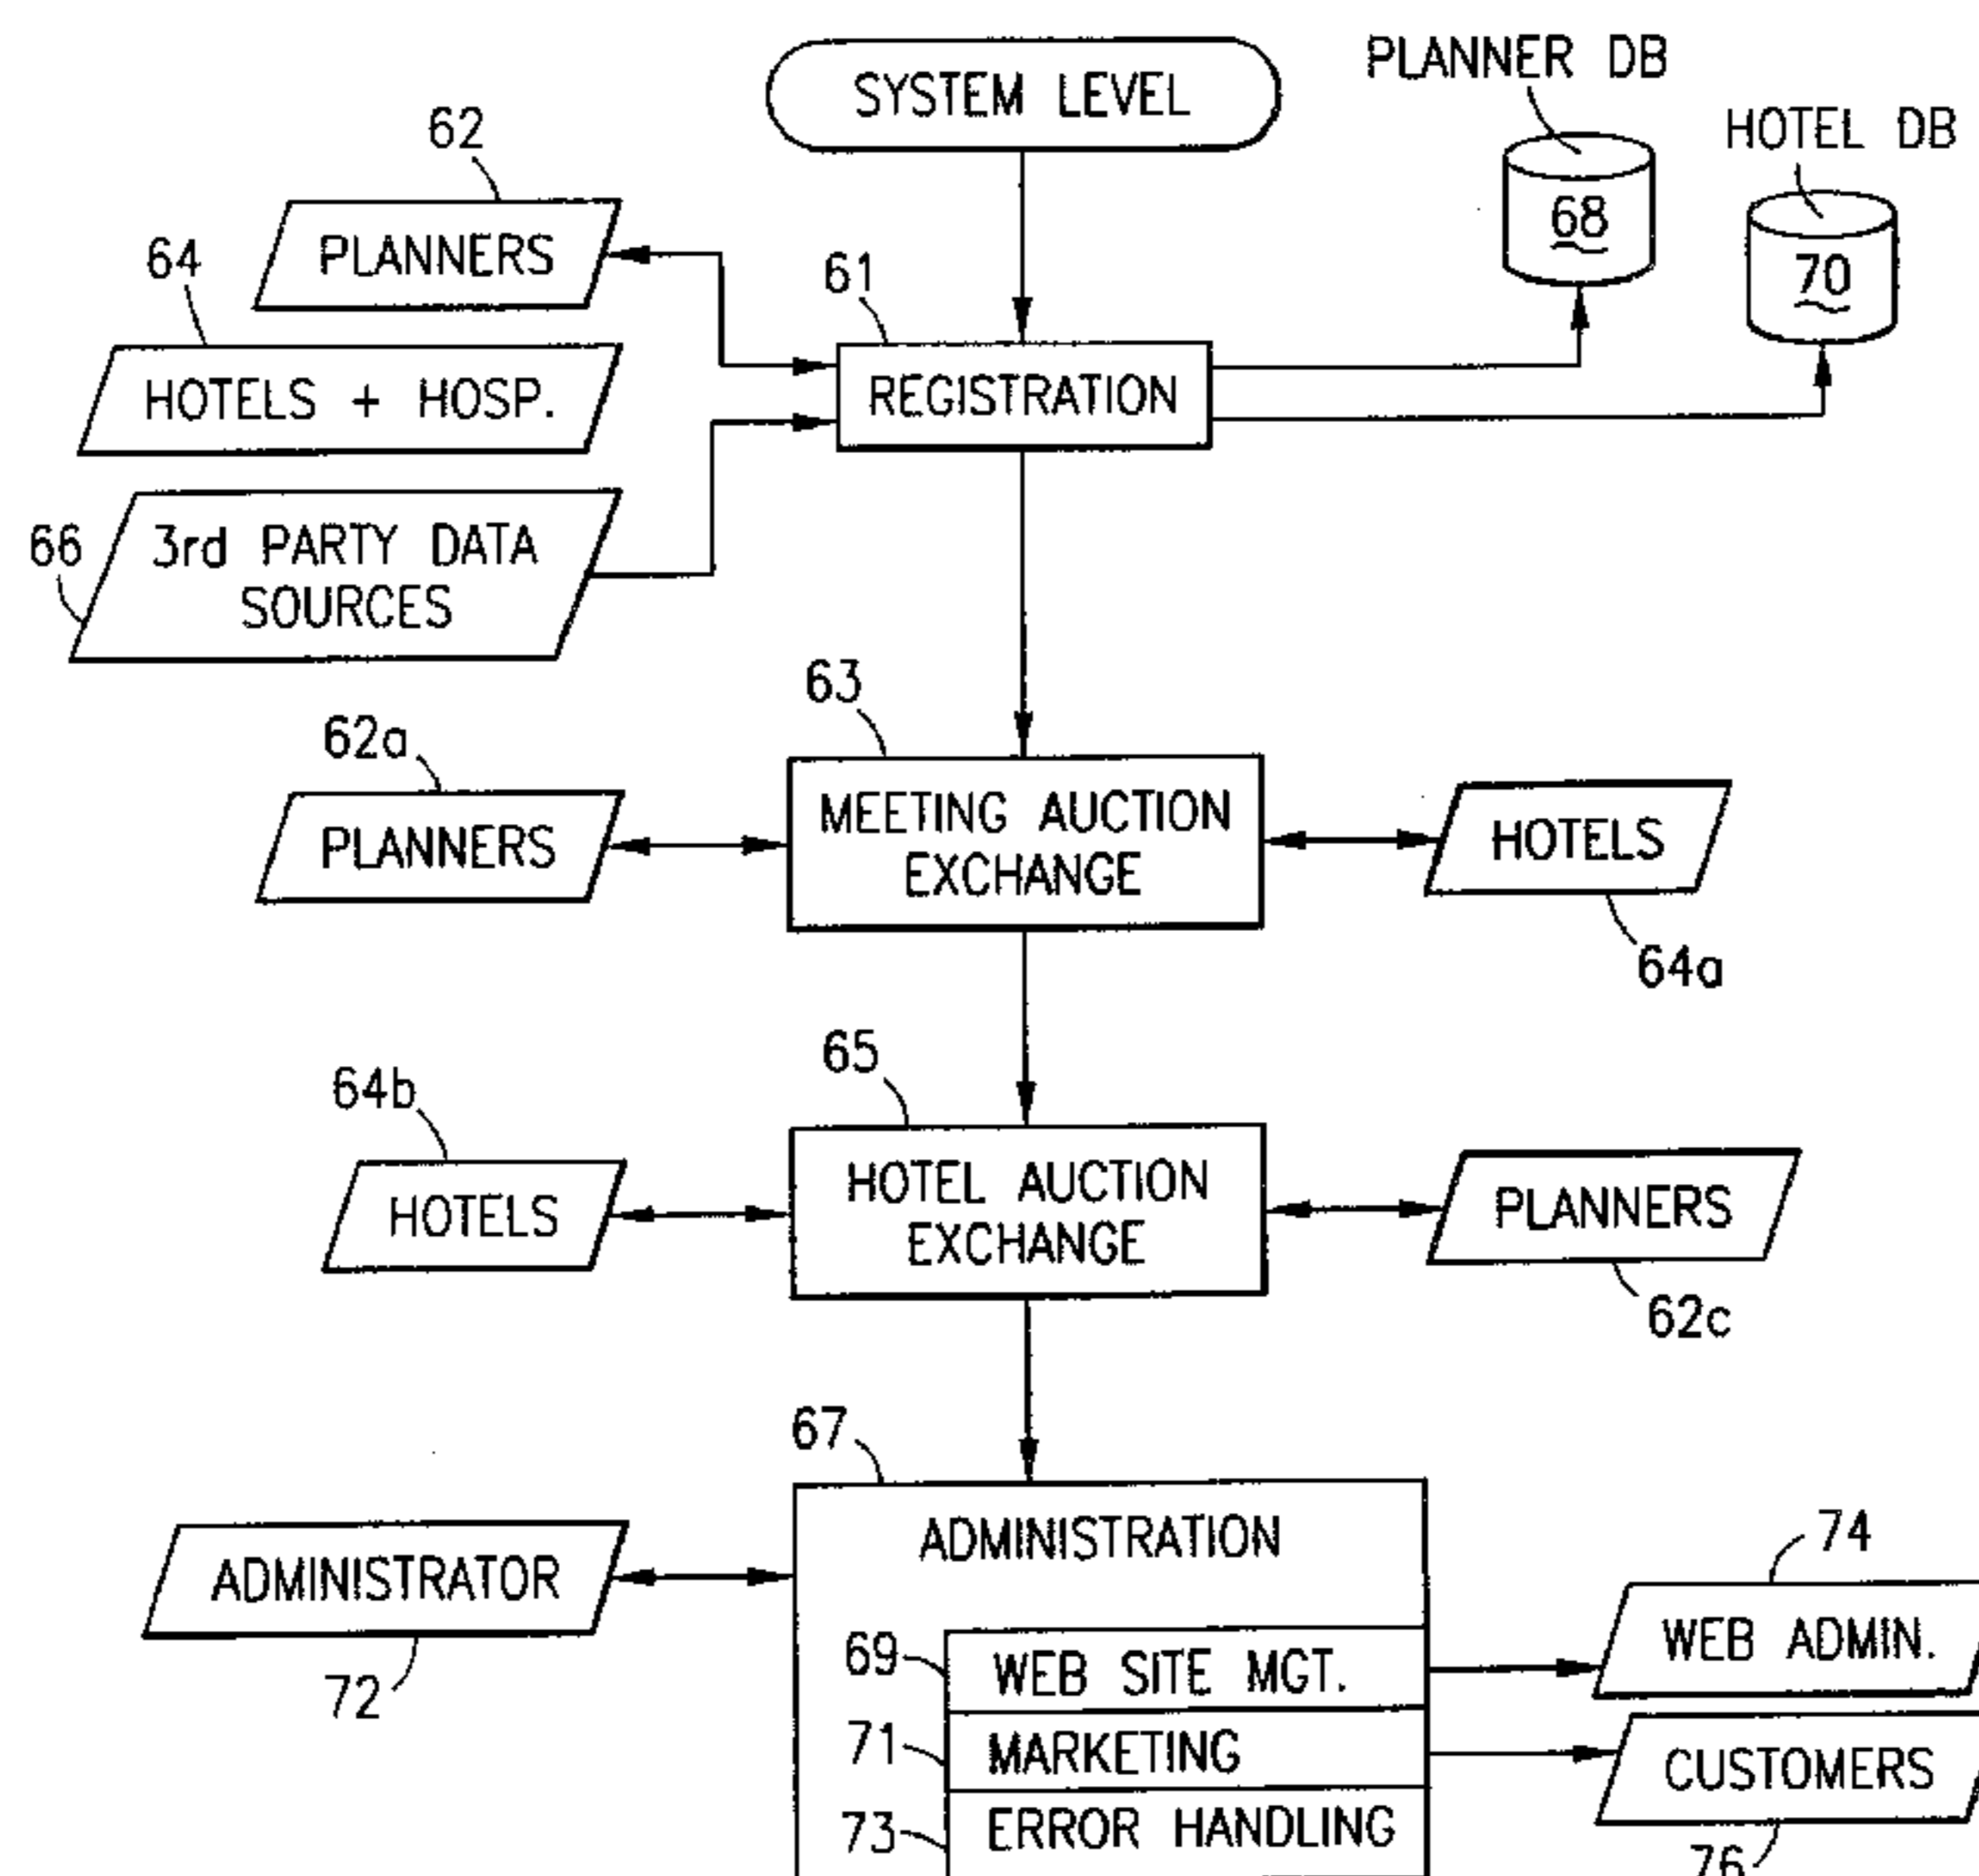 SYSTEM LEVEL
PLANNER DB
HOTEL DB
62
PLANNERS
68
64
61
70
HOTELS + HOSP.
REGISTRATION
66
3rd PARTY DATA
SOURCES
63
62a
PLANNERS
MEETING AUCTION
EXCHANGE
HOTELS
64a
65
64b
HOTELS
HOTEL AUCTION
EXCHANGE
PLANNERS
62c
67
ADMINISTRATION
74
ADMINISTRATOR
72
69
WEB SITE MGT.
WEB ADMIN.
71
MARKETING
CUSTOMERS
73
ERROR HANDLING
76